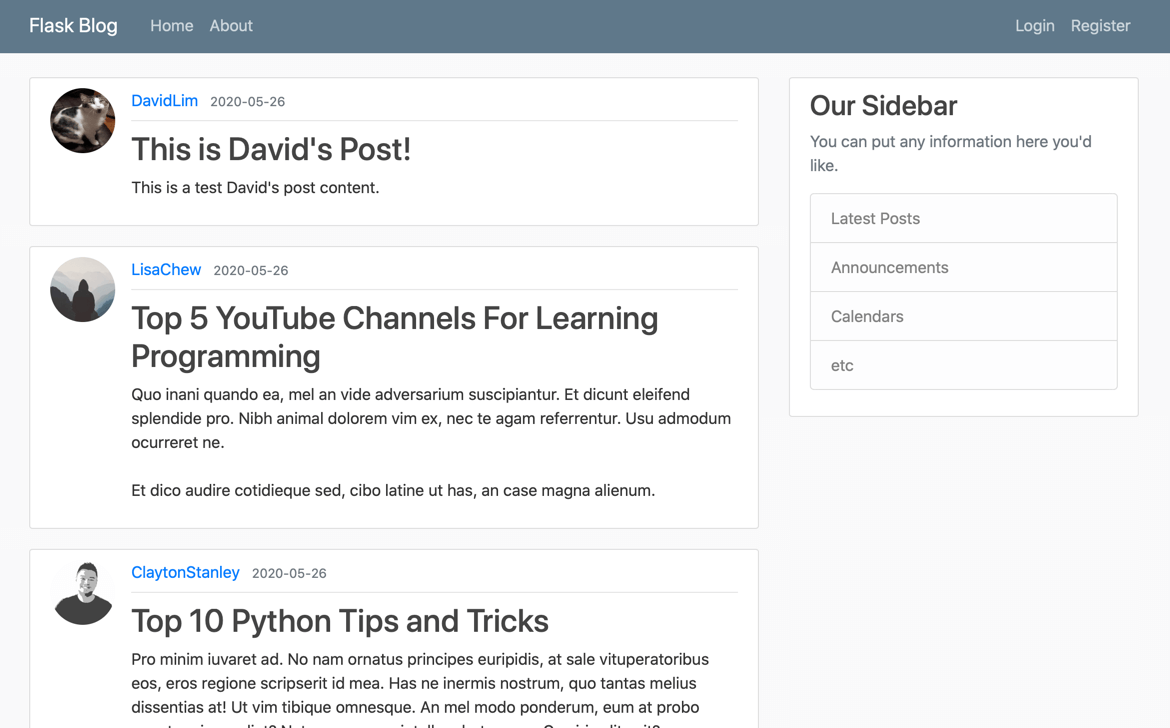 Flask Blog Home About Login Register
DavidLim 2020-05-26
This is David's Post!
This is a test David's post content.
LisaChew 2020-05-26
Top 5 YouTube Channels For Learning
Programming
Quo inani quando ea, mel an vide adversarium suscipiantur. Et dicunt eleifend
splendide pro. Nibh animal dolorem vim ex, nec te agam referrentur. Usu admodum
ocurreret ne.
Et dico audire cotidieque sed, cibo latine ut has, an case magna alienum.
ClaytonStanley 2020-05-26
Top 10 Python Tips and Tricks
Pro minim iuvaret ad. No nam ornatus principes euripidis, at sale vituperatoribus
eos, eros regione scripserit id mea. Has ne inermis nostrum, quo tantas melius
dissentias at! Ut vim tibique omnesque. An mel modo ponderum, eum at probo
Our Sidebar
You can put any information here you'd
like.
Latest Posts
Announcements
Calendars
etc